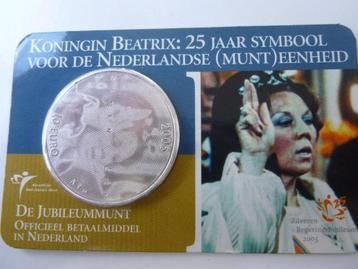 KONINGIN BEATRIX: 25 JAAR SYMBOOL
VOOR DE NEDERLANDSE (MUNT)EENHEID
10 EURO
2005
DE JUBILEUMMUNT
OFFICIEEL BETAALMIDDEL
IN NEDERLAND
25
Zilveren
Regeringsjubileum
2005